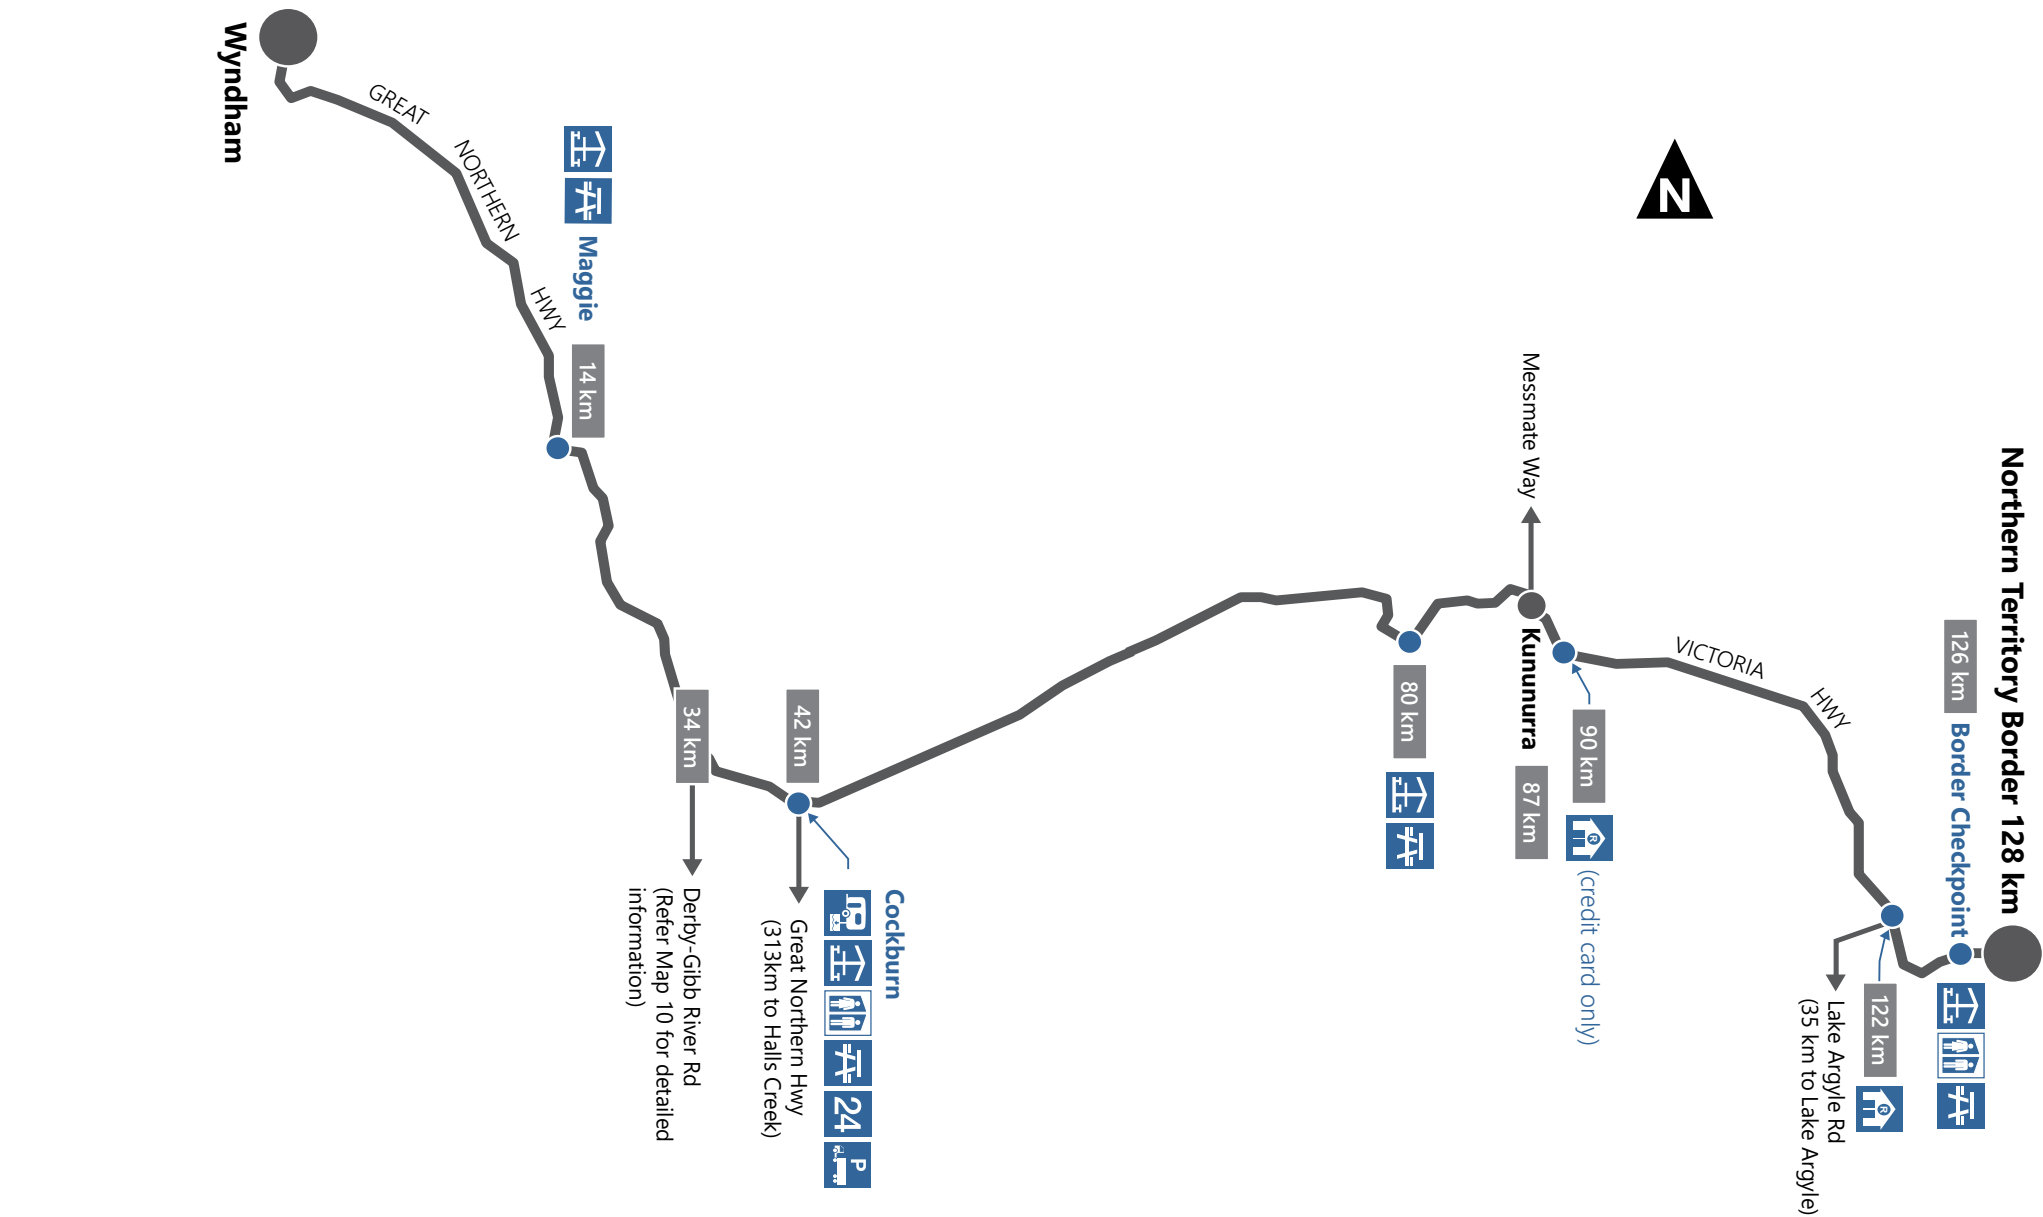 Wyndham
GREAT
NORTHERN
HWY
Maggie
14 km
34 km
Derby-Gibb River Rd
(Refer Map 10 for detailed
information)
42 km
Great Northern Hwy
(313km to Halls Creek)
Cockburn
24
P
80 km
Messmate Way
Kununurra
87 km
90 km
R
(credit card only)
N
VICTORIA
HWY
Lake Argyle Rd
(35 km to Lake Argyle)
122 km
R
126 km
Border Checkpoint
Northern Territory Border 128 km